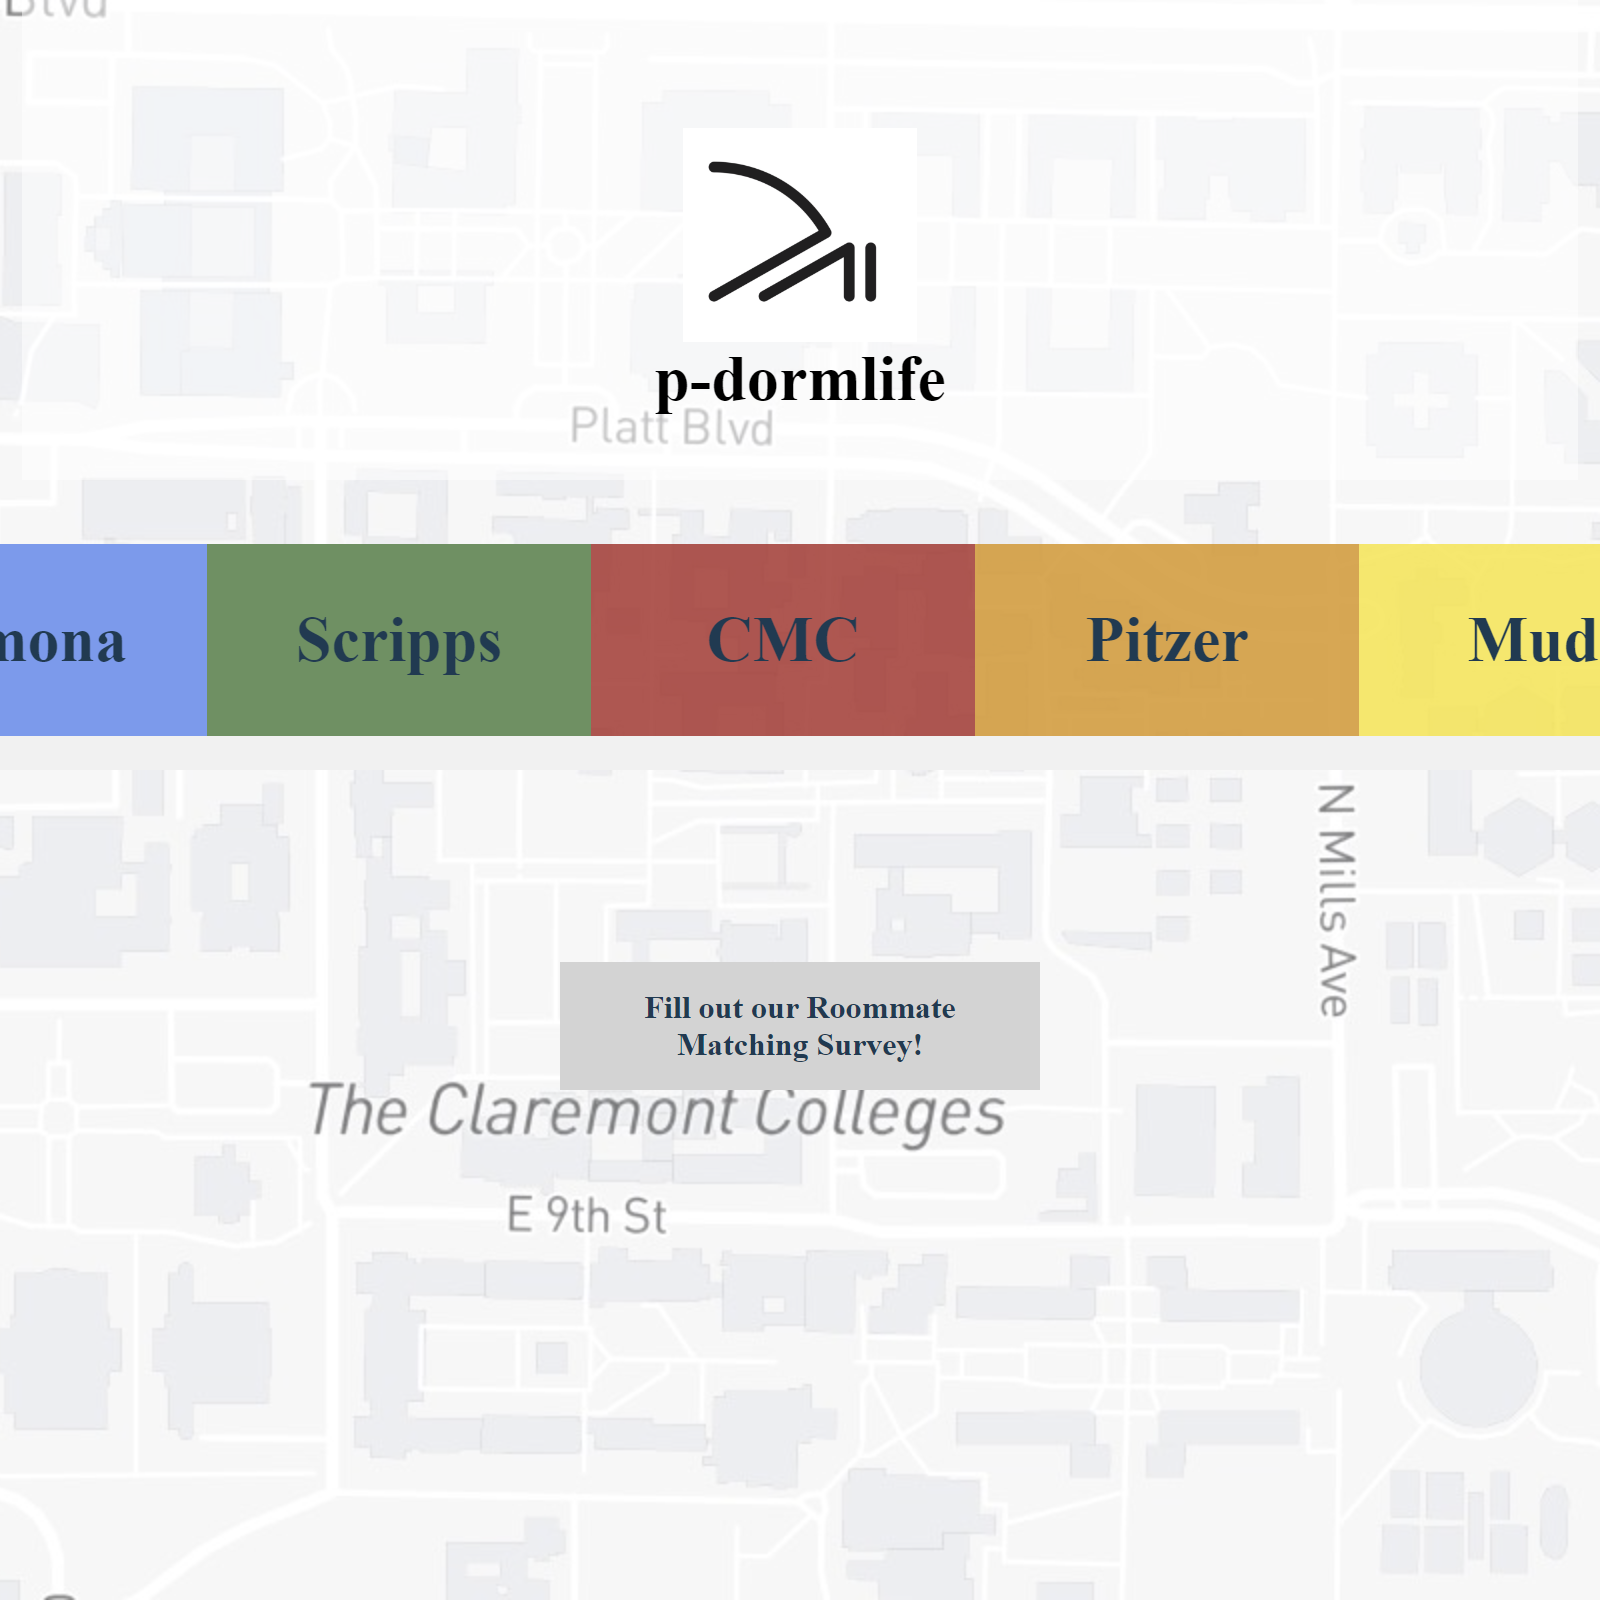 Blvd
p-dormlife
Platt Blvd
mona Scripps CMC Pitzer Mud
N Mills Ave
Fill out our Roommate
Matching Survey!
The Claremont Colleges
E 9th St